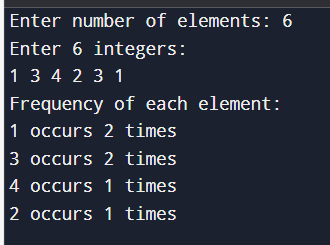 Enter number of elements: 6
Enter 6 integers:
1 3 4 2 3 1
Frequency of each element:
1 occurs 2 times
3 occurs 2 times
4 occurs 1 times
2 occurs 1 times